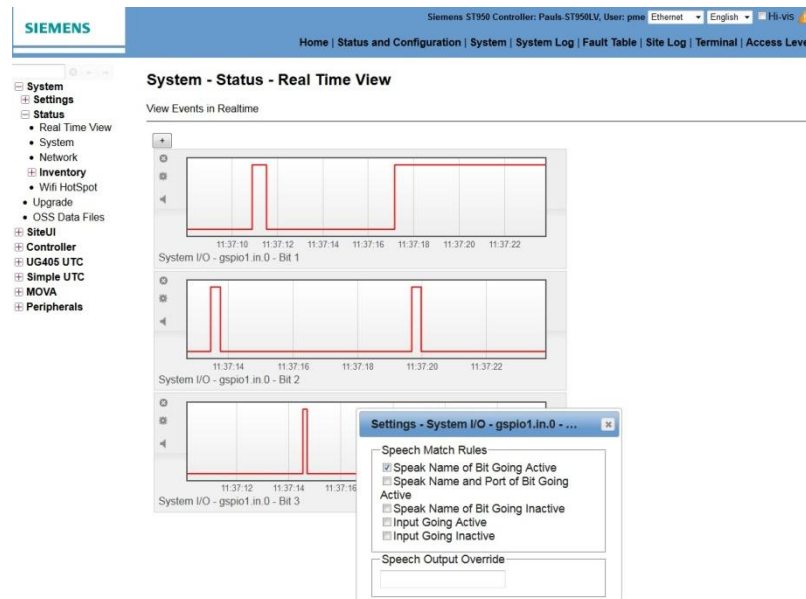 SIEMENS
Siemens ST950 Controller: Pauls-ST950LV, User: pme Ethernet English Hi-vis
Home | Status and Configuration | System | System Log | Fault Table | Site Log | Terminal | Access Leve
System
Settings
Status
Real Time View
System
Network
Inventory
Wifi HotSpot
Upgrade
OSS Data Files
SiteUI
Controller
UG405 UTC
Simple UTC
MOVA
Peripherals
System - Status - Real Time View
View Events in Realtime
+
11:37:10 11:37:12 11:37:14 11:37:16 11:37:18 11:37:20 11:37:22
System I/O - gspio1.in.0 - Bit 1
11:37:14 11:37:16 11:37:18 11:37:20 11:37:22
System I/O - gspio1.in.0 - Bit 2
11:37:12 11:37:14 11:37:16
System I/O - gspio1.in.0 - Bit 3
Settings - System I/O - gspio1.in.0 - ...
Speech Match Rules
Speak Name of Bit Going Active
Speak Name and Port of Bit Going
Active
Speak Name of Bit Going Inactive
Input Going Active
Input Going Inactive
Speech Output Override